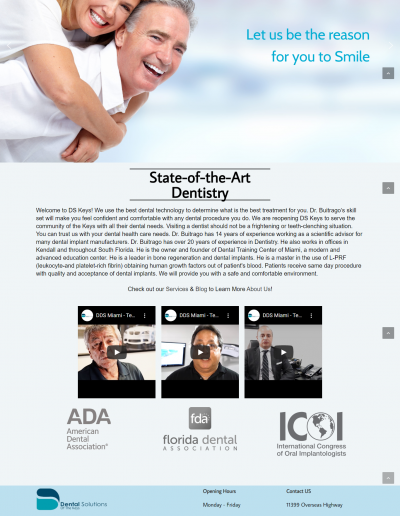 Let us be the reason
for you to Smile
State-of-the-Art
Dentistry
Welcome to DS Keys! We use the best dental technology to determine what is the best treatment for you. Dr. Buitrago's skill
set will make you feel confident and comfortable with any dental procedure you do. We are reopening DS Keys to serve the
community of the Keys with all their dental needs. Visiting a dentist should not be a frightening or teeth-clenching situation.
You can trust us with your dental health care needs. Dr. Buitrago has 14 years of experience working as a scientific advisor for
many dental implant manufacturers. Dr. Buitrago has over 20 years of experience in Dentistry. He also works in offices in
Kendall and throughout South Florida. He is the owner and founder of Dental Training Center of Miami, a modern and
advanced education center. He is a leader in bone regeneration and dental implants. He is a master in the use of L-PRF
(leukocyte-and platelet-rich fibrin) obtaining human growth factors out of patient's blood. Patients receive same day procedure
with quality and acceptance of dental implants. We will provide you with a safe and comfortable environment.
Check out our Services & Blog to Learn More About Us!
DDS Miami - Te...
DDS Miami - Te...
DDS Miami - Te...
ADA
American
Dental
Association®
fda
florida dental
ASSOCIATION
ICOI
International Congress
of Oral Implantologists
Dental Solutions
of the Keys
Opening Hours
Contact US
Monday - Friday
11399 Overseas Highway